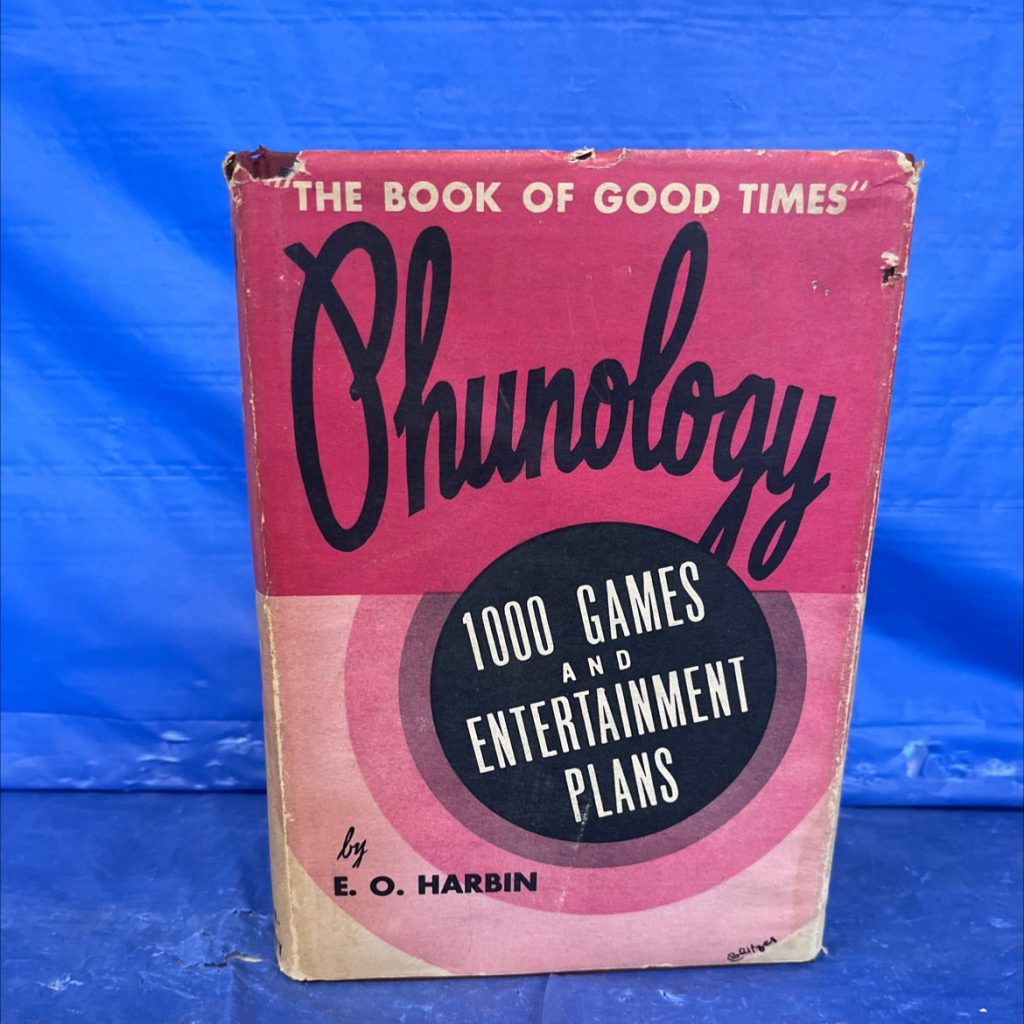 "THE BOOK OF GOOD TIMES"
Phunology
1000 GAMES
AND
ENTERTAINMENT
PLANS
by
E. O. HARBIN